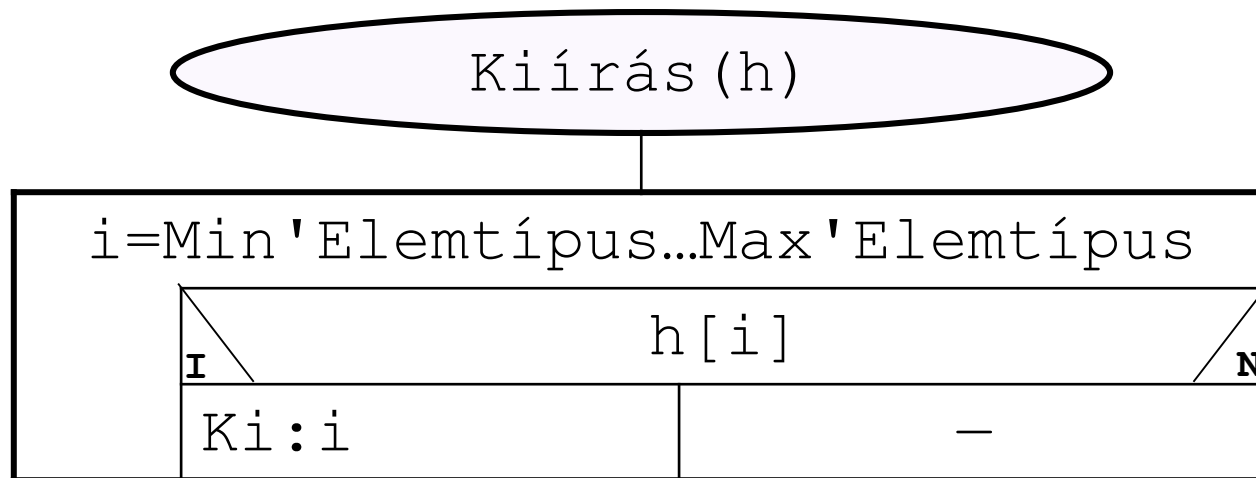 Kiírás(h)
i=Min'Elemtípus…Max'Elemtípus
h[i]
I N
Ki:i —